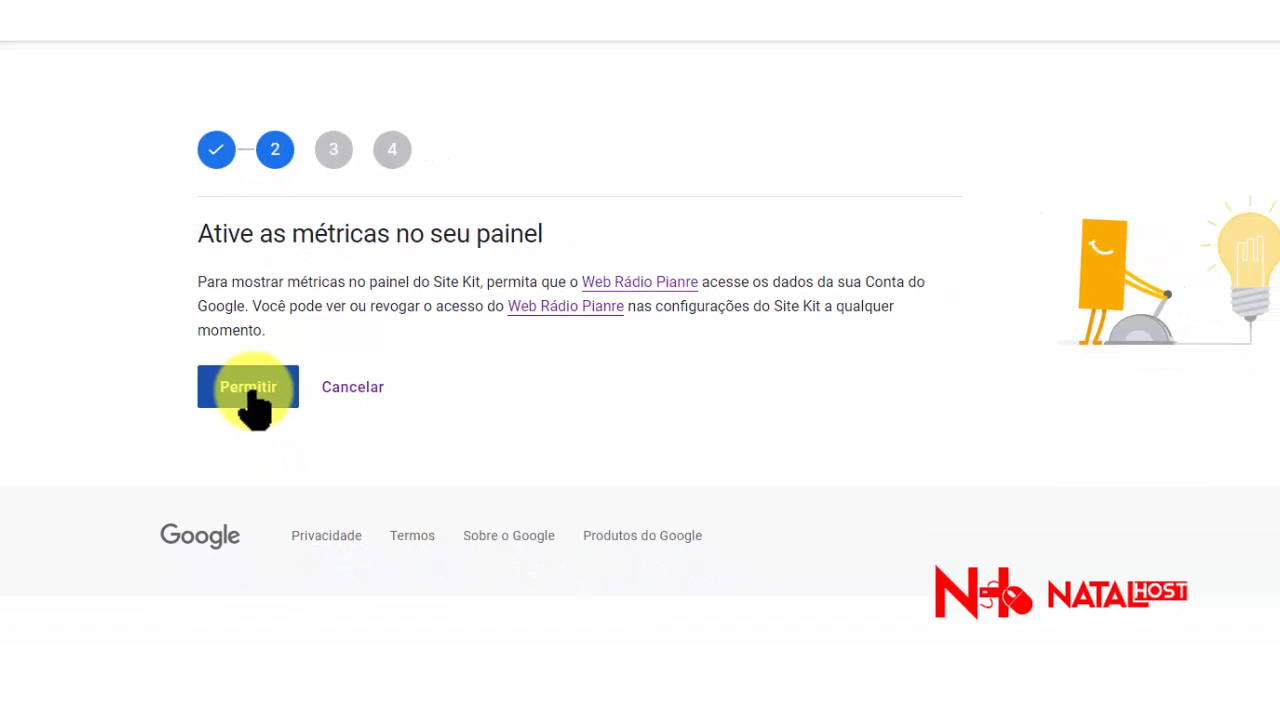 2 3 4
Ative as métricas no seu painel
Para mostrar métricas no painel do Site Kit, permita que o Web Rádio Pianre acesse os dados da sua Conta do
Google. Você pode ver ou revogar o acesso do Web Rádio Pianre nas configurações do Site Kit a qualquer
momento.
Permitir Cancelar
Google Privacidade Termos Sobre o Google Produtos do Google
NH NATAL HOST